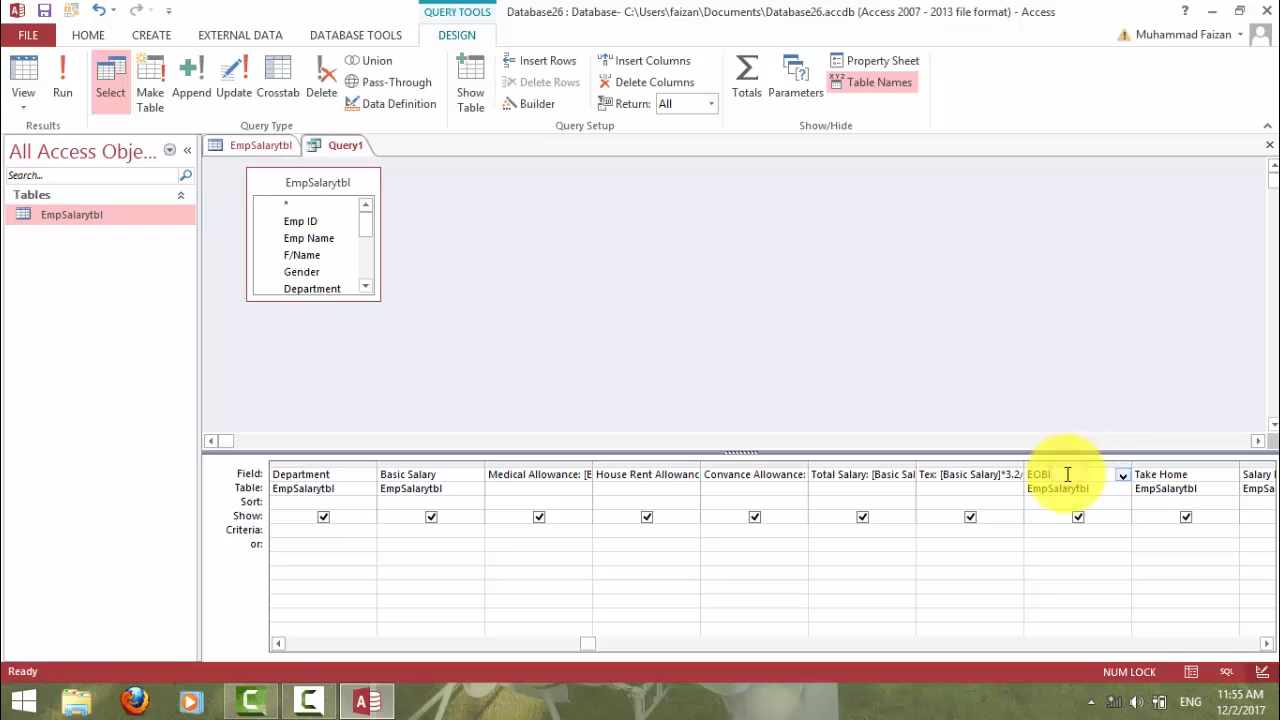 QUERY TOOLS
Database26 : Database- C:\Users\faizan\Documents\Database26.accdb (Access 2007 - 2013 file format) - Access
?
FILE HOME CREATE EXTERNAL DATA DATABASE TOOLS DESIGN
Muhammad Faizan
View
Run
Select
Make Table
Append
Update
Crosstab
Delete
Union
Pass-Through
Data Definition
Show Table
Insert Rows
Delete Rows
Builder
Insert Columns
Delete Columns
Return: All
Totals
Parameters
Property Sheet
Table Names
Results
Query Type
Query Setup
Show/Hide
All Access Obje...
Search...
Tables
EmpSalarytbl
EmpSalarytbl
Query1
EmpSalarytbl
*
Emp ID
Emp Name
F/Name
Gender
Department
Field: Department Basic Salary Medical Allowance: [E House Rent Allowanc Convance Allowance: Total Salary: [Basic Sal Tex: [Basic Salary]*3.2/ EOBI Take Home Salary
Table: EmpSalarytbl EmpSalarytbl EmpSalarytbl EmpSalarytbl EmpSa
Sort:
Show:
Criteria:
or:
Ready
NUM LOCK
SQL
ENG
11:55 AM
12/2/2017